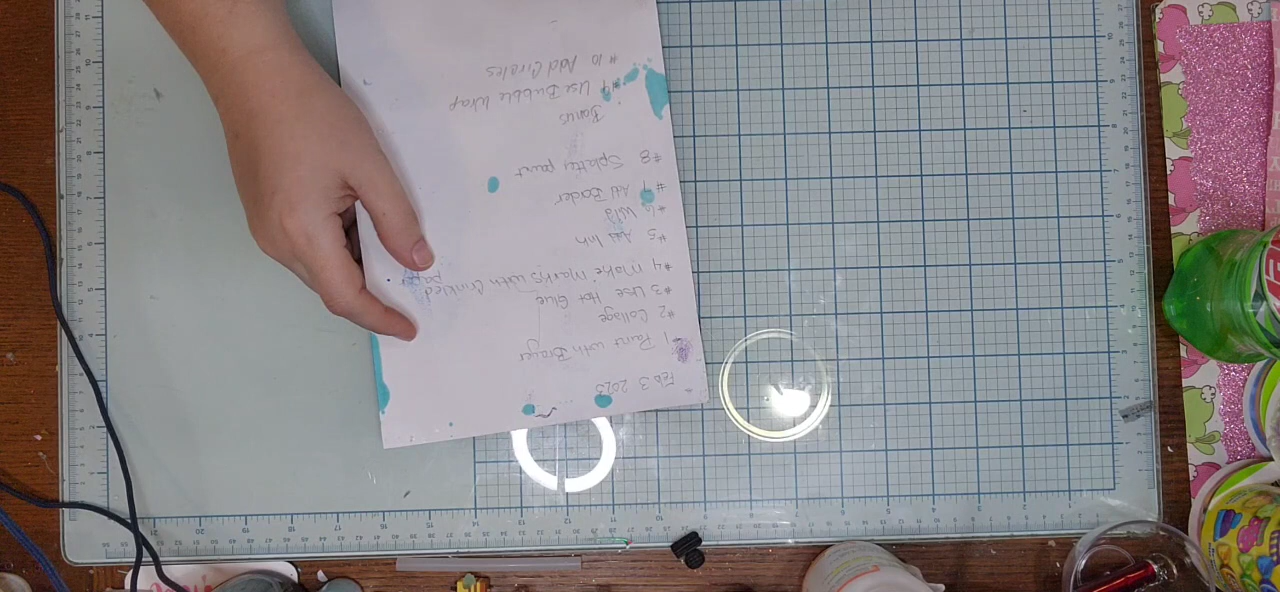 Feb 3 2023
#1 Paint with Brayer
#2 Collage
#3 Use Hot Glue
#4 Make Marks with Crinkled
paper
#5 Add Ink
#6
#7 Add Border
#8 Splatter paint
Bonus
#9 Use Bubble Wrap
#10 Add Circles